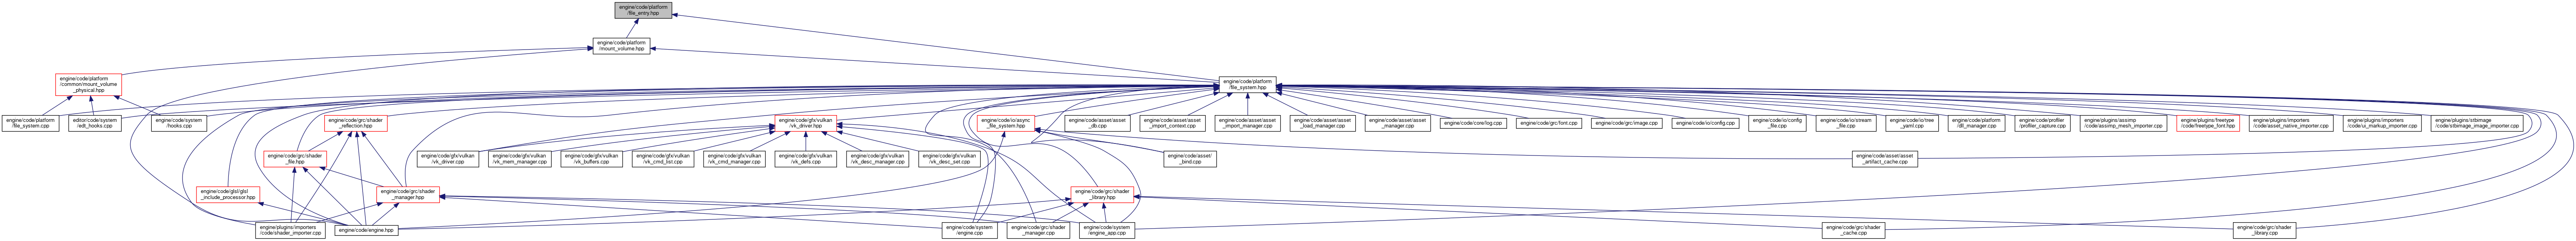 engine/code/platform
/file_entry.hpp
engine/code/platform
/mount_volume.hpp
engine/code/platform
/common/mount_volume
_physical.hpp
engine/code/platform
/file_system.hpp
engine/code/platform
/file_system.cpp
editor/code/system
/edt_hooks.cpp
engine/code/system
/hooks.cpp
engine/code/grc/shader
_reflection.hpp
engine/code/gfx/vulkan
/vk_driver.hpp
engine/code/io/async
_file_system.hpp
engine/code/asset/asset
_db.cpp
engine/code/asset/asset
_import_context.cpp
engine/code/asset/asset
_import_manager.cpp
engine/code/asset/asset
_load_manager.cpp
engine/code/asset/asset
_manager.cpp
engine/code/core/log.cpp
engine/code/grc/font.cpp
engine/code/grc/image.cpp
engine/code/io/config.cpp
engine/code/io/config
_file.cpp
engine/code/io/stream
_file.cpp
engine/code/io/tree
_yaml.cpp
engine/code/platform
/dll_manager.cpp
engine/code/profiler
/profiler_capture.cpp
engine/plugins/assimp
/code/assimp_mesh_importer.cpp
engine/plugins/freetype
/code/freetype_font.hpp
engine/plugins/importers
/code/asset_native_importer.cpp
engine/plugins/importers
/code/ui_markup_importer.cpp
engine/plugins/stbimage
/code/stbimage_image_importer.cpp
engine/code/grc/shader
_file.hpp
engine/code/gfx/vulkan
/vk_driver.cpp
engine/code/gfx/vulkan
/vk_mem_manager.cpp
engine/code/gfx/vulkan
/vk_buffers.cpp
engine/code/gfx/vulkan
/vk_cmd_list.cpp
engine/code/gfx/vulkan
/vk_cmd_manager.cpp
engine/code/gfx/vulkan
/vk_defs.cpp
engine/code/gfx/vulkan
/vk_desc_manager.cpp
engine/code/gfx/vulkan
/vk_desc_set.cpp
engine/code/asset/
_bind.cpp
engine/code/asset/asset
_artifact_cache.cpp
engine/code/glsl/glsl
_include_processor.hpp
engine/code/grc/shader
_manager.hpp
engine/code/grc/shader
_library.hpp
engine/plugins/importers
/code/shader_importer.cpp
engine/code/engine.hpp
engine/code/system
/engine.cpp
engine/code/grc/shader
_manager.cpp
engine/code/system
/engine_app.cpp
engine/code/grc/shader
_cache.cpp
engine/code/grc/shader
_library.cpp